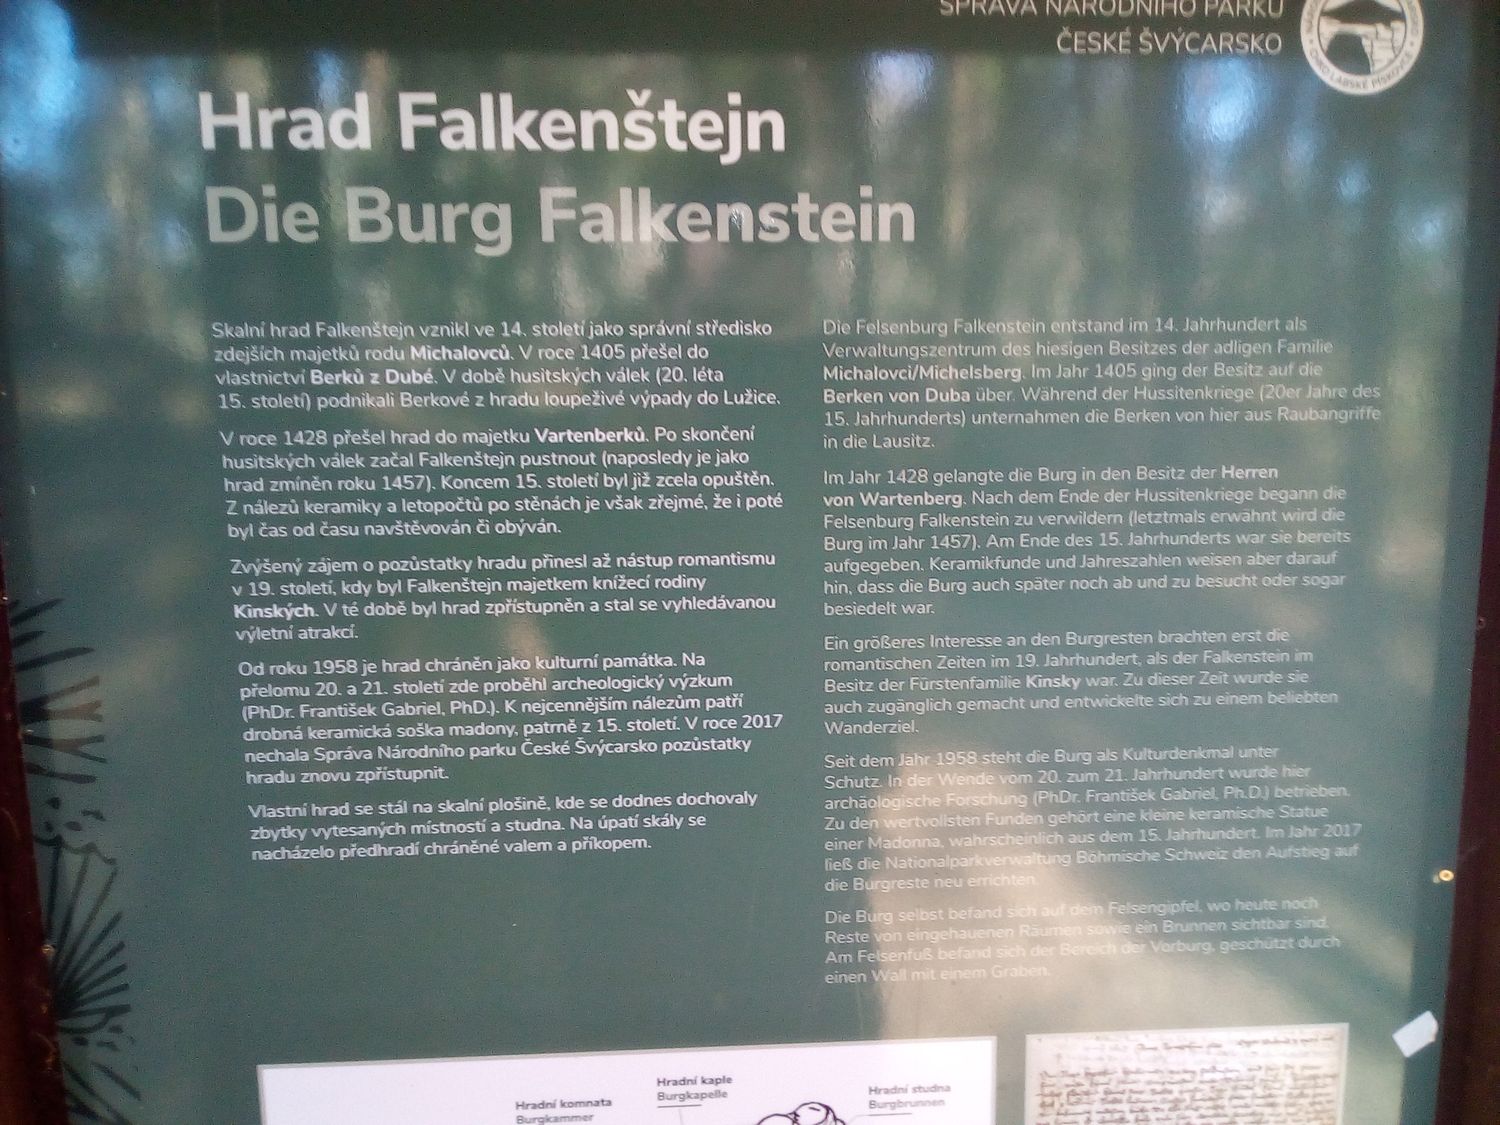 SPRÁVA NÁRODNÍHO PARKU
ČESKÉ ŠVÝCARSKO
Hrad Falkenštejn
Die Burg Falkenstein
Skalní hrad Falkenštejn vznikl ve 14. století jako správní středisko
zdejších majetků rodu Michalovců. V roce 1405 přešel do
vlastnictví Berků z Dubé. V době husitských válek (20. léta
15. století) podnikali Berkové z hradu loupeživé výpady do Lužice.
V roce 1428 přešel hrad do majetku Vartenberků. Po skončení
husitských válek začal Falkenštejn pustnout (naposledy je jako
hrad zmíněn roku 1457). Koncem 15. století byl již zcela opuštěn.
Z nálezů keramiky a letopočtů po stěnách je však zřejmé, že i poté
byl čas od času navštěvován či obýván.
Zvýšený zájem o pozůstatky hradu přinesl až nástup romantismu
v 19. století, kdy byl Falkenštejn majetkem knížecí rodiny
Kinských. V té době byl hrad zpřístupněn a stal se vyhledávanou
výletní atrakcí.
Od roku 1958 je hrad chráněn jako kulturní památka. Na
přelomu 20. a 21. století zde proběhl archeologický výzkum
(PhDr. František Gabriel, PhD.). K nejcennějším nálezům patří
drobná keramická soška madony, patrně z 15. století. V roce 2017
nechala Správa Národního parku České Švýcarsko pozůstatky
hradu znovu zpřístupnit.
Vlastní hrad se stál na skalní plošině, kde se dodnes dochovaly
zbytky vytesaných místností a studna. Na úpatí skály se
nacházelo předhradí chráněné valem a příkopem.
Die Felsenburg Falkenstein entstand im 14. Jahrhundert als
Verwaltungszentrum des hiesigen Besitzes der adligen Familie
Michalovci/Michelsberg. Im Jahr 1405 ging der Besitz auf die
Berken von Duba über. Während der Hussitenkriege (20er Jahre des
15. Jahrhunderts) unternahmen die Berken von hier aus Raubangriffe
in die Lausitz.
Im Jahr 1428 gelangte die Burg in den Besitz der Herren
von Wartenberg. Nach dem Ende der Hussitenkriege begann die
Felsenburg Falkenstein zu verwildern (letztmals erwähnt wird die
Burg im Jahr 1457). Am Ende des 15. Jahrhunderts war sie bereits
aufgegeben. Keramikfunde und Jahreszahlen weisen aber darauf
hin, dass die Burg auch später noch ab und zu besucht oder sogar
besiedelt war.
Ein größeres Interesse an den Burgresten brachten erst die
romantischen Zeiten im 19. Jahrhundert, als der Falkenstein im
Besitz der Fürstenfamilie Kinsky war. Zu dieser Zeit wurde sie
auch zugänglich gemacht und entwickelte sich zu einem beliebten
Wanderziel.
Seit dem Jahr 1958 steht die Burg als Kulturdenkmal unter
Schutz. In der Wende vom 20. zum 21. Jahrhundert wurde hier
archäologische Forschung (PhDr. František Gabriel, Ph.D.) betrieben.
Zu den wertvollsten Funden gehört eine kleine keramische Statue
einer Madonna, wahrscheinlich aus dem 15. Jahrhundert. Im Jahr 2017
ließ die Nationalparkverwaltung Böhmische Schweiz den Aufstieg auf
die Burgreste neu errichten.
Die Burg selbst befand sich auf dem Felsengipfel, wo heute noch
Reste von eingehauenen Räumen sowie ein Brunnen sichtbar sind.
Am Felsenfuß befand sich der Bereich der Vorburg, geschützt durch
einen Wall mit einem Graben.
Hradní komnata
Burgkammer
Hradní kaple
Burgkapelle
Hradní studna
Burgbrunnen